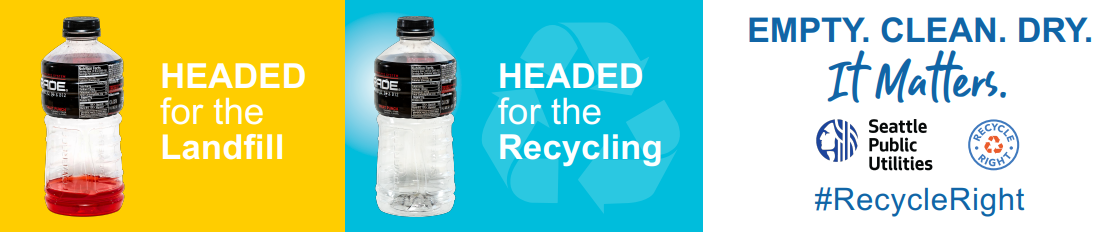 HEADED
for the
Landfill
HEADED
for the
Recycling
EMPTY. CLEAN. DRY.
It Matters.
Seattle
Public
Utilities
RECYCLE
RIGHT
#RecycleRight